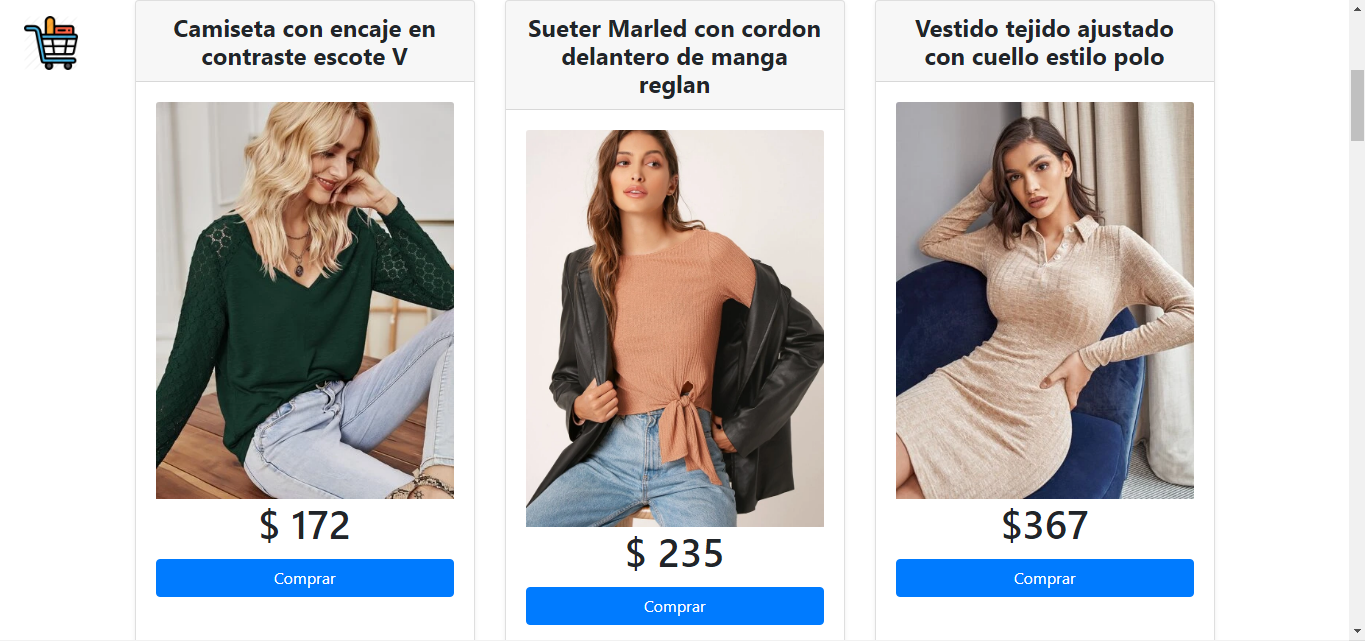 Camiseta con encaje en
contraste escote V
$ 172
Comprar
Sueter Marled con cordon
delantero de manga
reglan
$ 235
Comprar
Vestido tejido ajustado
con cuello estilo polo
$367
Comprar